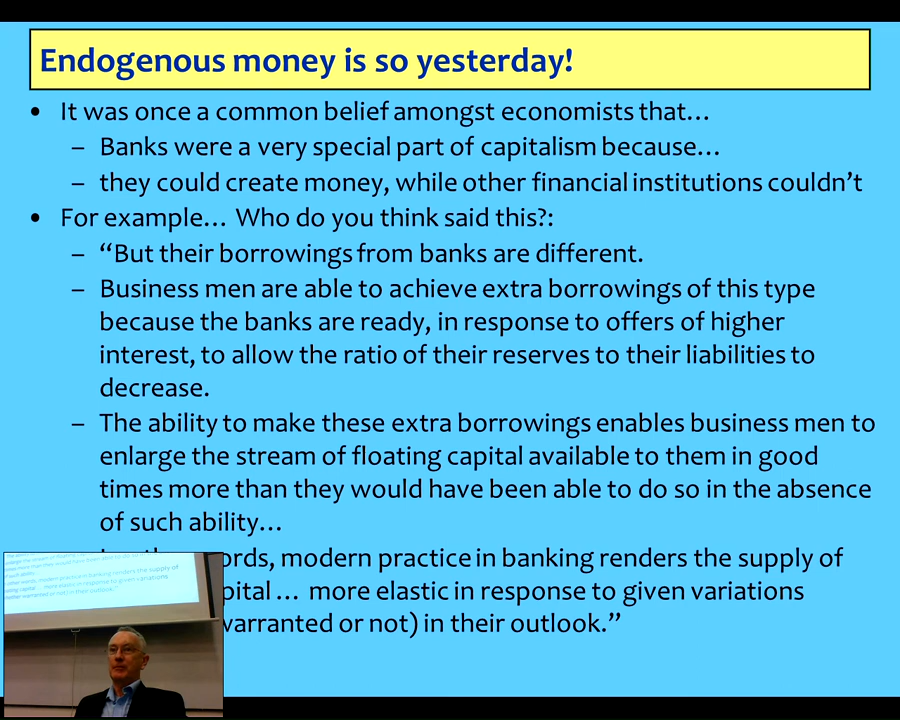 Endogenous money is so yesterday!
• It was once a common belief amongst economists that…
– Banks were a very special part of capitalism because…
– they could create money, while other financial institutions couldn't
• For example… Who do you think said this?:
– “But their borrowings from banks are different.
– Business men are able to achieve extra borrowings of this type
because the banks are ready, in response to offers of higher
interest, to allow the ratio of their reserves to their liabilities to
decrease.
– The ability to make these extra borrowings enables business men to
enlarge the stream of floating capital available to them in good
times more than they would have been able to do so in the absence
of such ability…
words, modern practice in banking renders the supply of
capital … more elastic in response to given variations
warranted or not) in their outlook.”